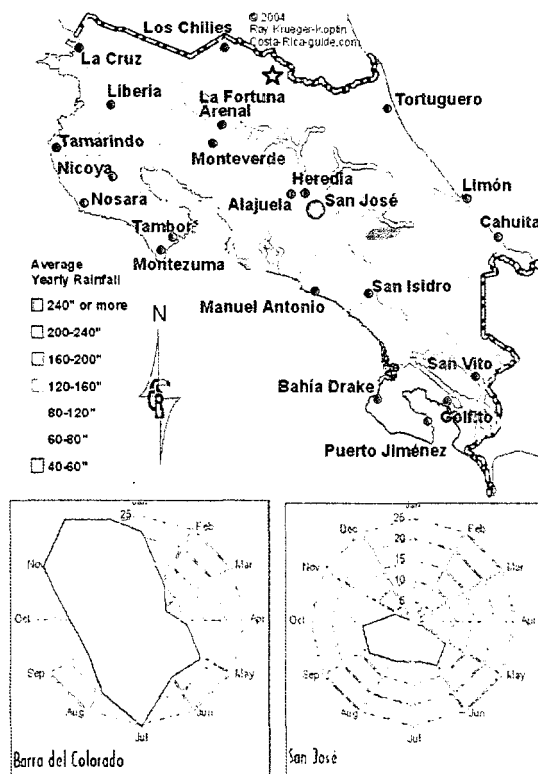 © 2004
Ray Krueger-Koplin
Costa-Rica-guide.com
Los Chilies
La Cruz
Liberia
La Fortuna
Arenal
Tortuguero
Tamarindo
Monteverde
Nicoya
Heredia
Alajuela
San José
Limón
Nosara
Cahuita
Tambor
Montezuma
Average
Yearly Rainfall
240" or more
200-240"
160-200"
120-160"
80-120"
60-80"
40-60"
N
Manuel Antonio
San Isidro
San Vito
Bahía Drake
Golfito
Puerto Jiménez
Jan
25
Feb
Mar
Apr
May
Jun
Jul
Aug
Sep
Oct
Nov
Barra del Colorado
Jan
25
20
15
10
5
Feb
Mar
Apr
May
Jun
Jul
Aug
Sep
Oct
Nov
Dec
San José